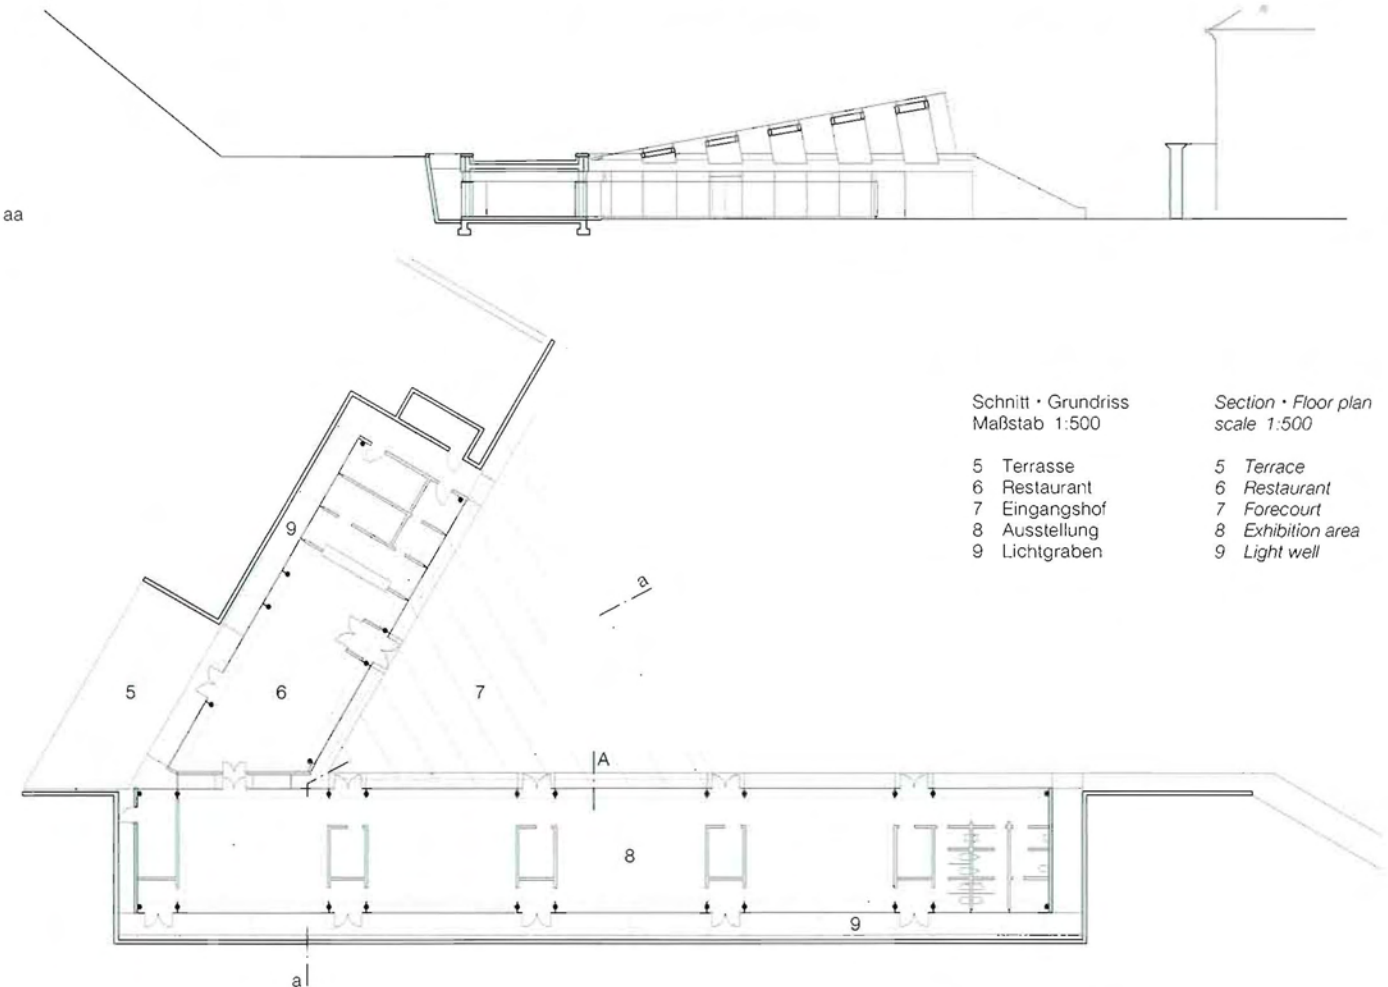 aa
Schnitt • Grundriss
Maßstab 1:500
5 Terrasse
6 Restaurant
7 Eingangshof
8 Ausstellung
9 Lichtgraben
Section • Floor plan
scale 1:500
5 Terrace
6 Restaurant
7 Forecourt
8 Exhibition area
9 Light well
9
a
5
6
7
A
8
9
a